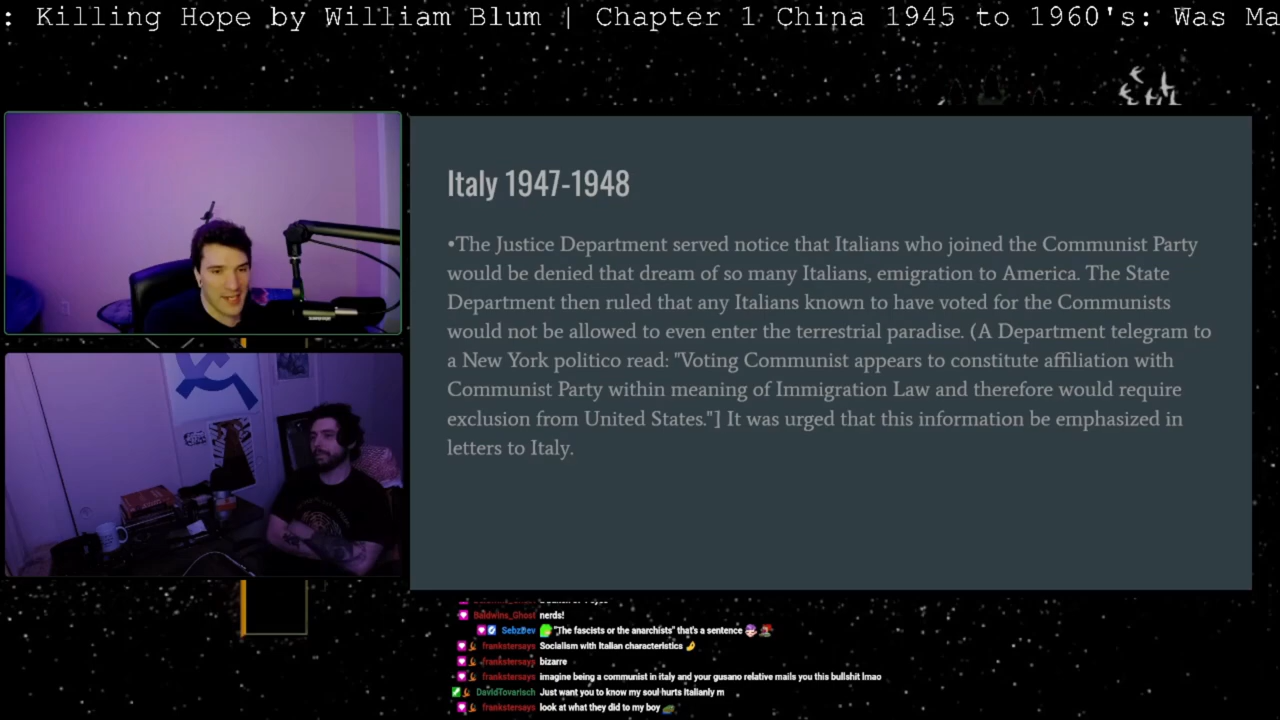 : Killing Hope by William Blum | Chapter 1 China 1945 to 1960's: Was Ma
Italy 1947-1948
•The Justice Department served notice that Italians who joined the Communist Party
would be denied that dream of so many Italians, emigration to America. The State
Department then ruled that any Italians known to have voted for the Communists
would not be allowed to even enter the terrestrial paradise. (A Department telegram to
a New York politico read: "Voting Communist appears to constitute affiliation with
Communist Party within meaning of Immigration Law and therefore would require
exclusion from United States."] It was urged that this information be emphasized in
letters to Italy.
Baldwins_Ghost nerds!
SebzDev "The fascists or the anarchists" that's a sentence
frankstersays Socialism with Italian characteristics
frankstersays bizarre
frankstersays imagine being a communist in italy and your gusano relative mails you this bullshit lmao
DavidTovarisch Just want you to know my soul hurts Italianly m
frankstersays look at what they did to my boy